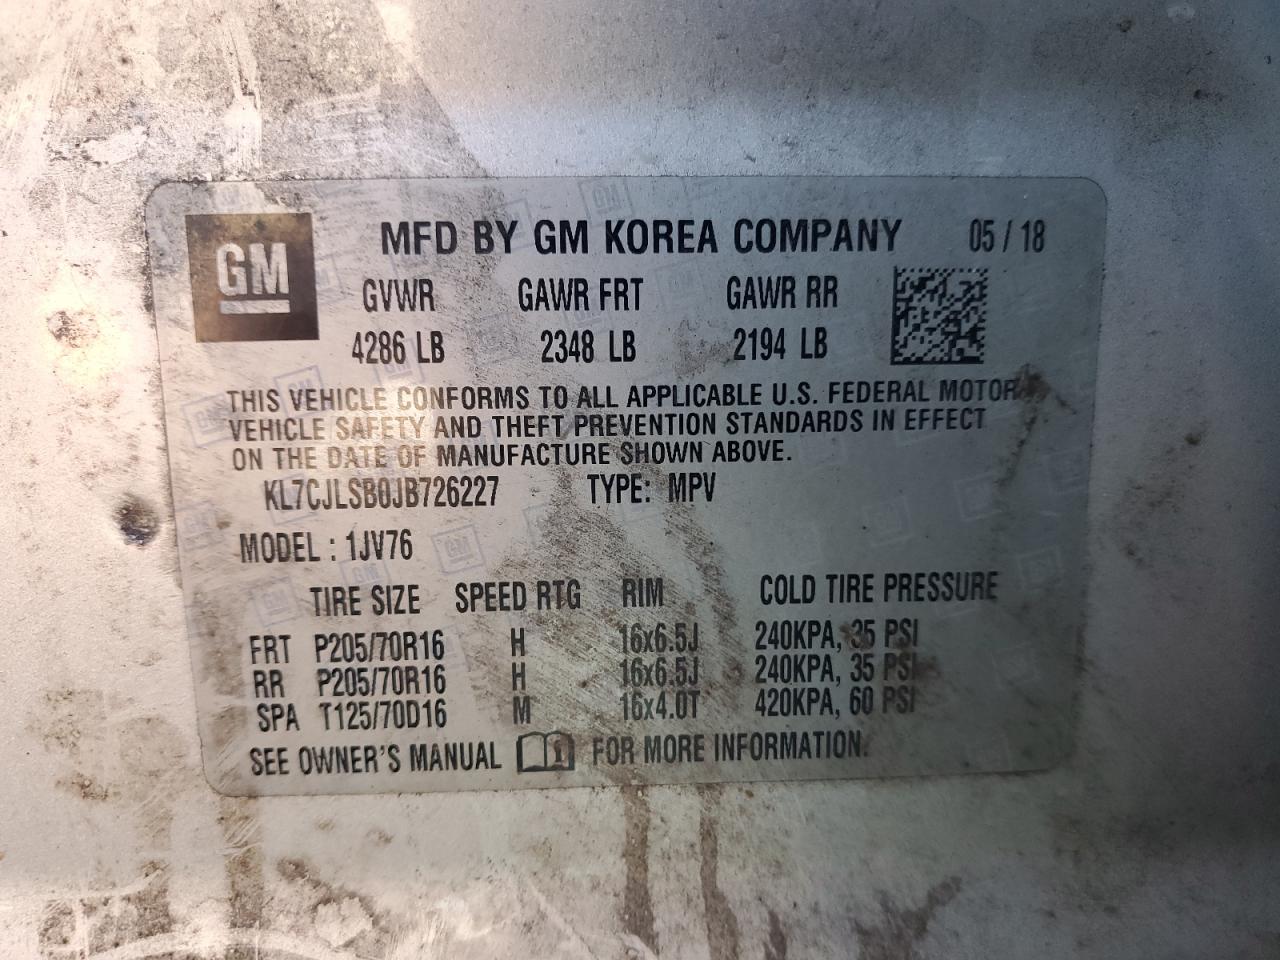 GM
MFD BY GM KOREA COMPANY 05 / 18
GVWR GAWR FRT GAWR RR
4286 LB 2348 LB 2194 LB
THIS VEHICLE CONFORMS TO ALL APPLICABLE U.S. FEDERAL MOTOR
VEHICLE SAFETY AND THEFT PREVENTION STANDARDS IN EFFECT
ON THE DATE OF MANUFACTURE SHOWN ABOVE.
KL7CJLSB0JB726227 TYPE: MPV
MODEL : 1JV76
TIRE SIZE SPEED RTG RIM COLD TIRE PRESSURE
FRT P205/70R16 H 16x6.5J 240KPA, 35 PSI
RR P205/70R16 H 16x6.5J 240KPA, 35 PSI
SPA T125/70D16 M 16x4.0T 420KPA, 60 PSI
SEE OWNER'S MANUAL i FOR MORE INFORMATION.